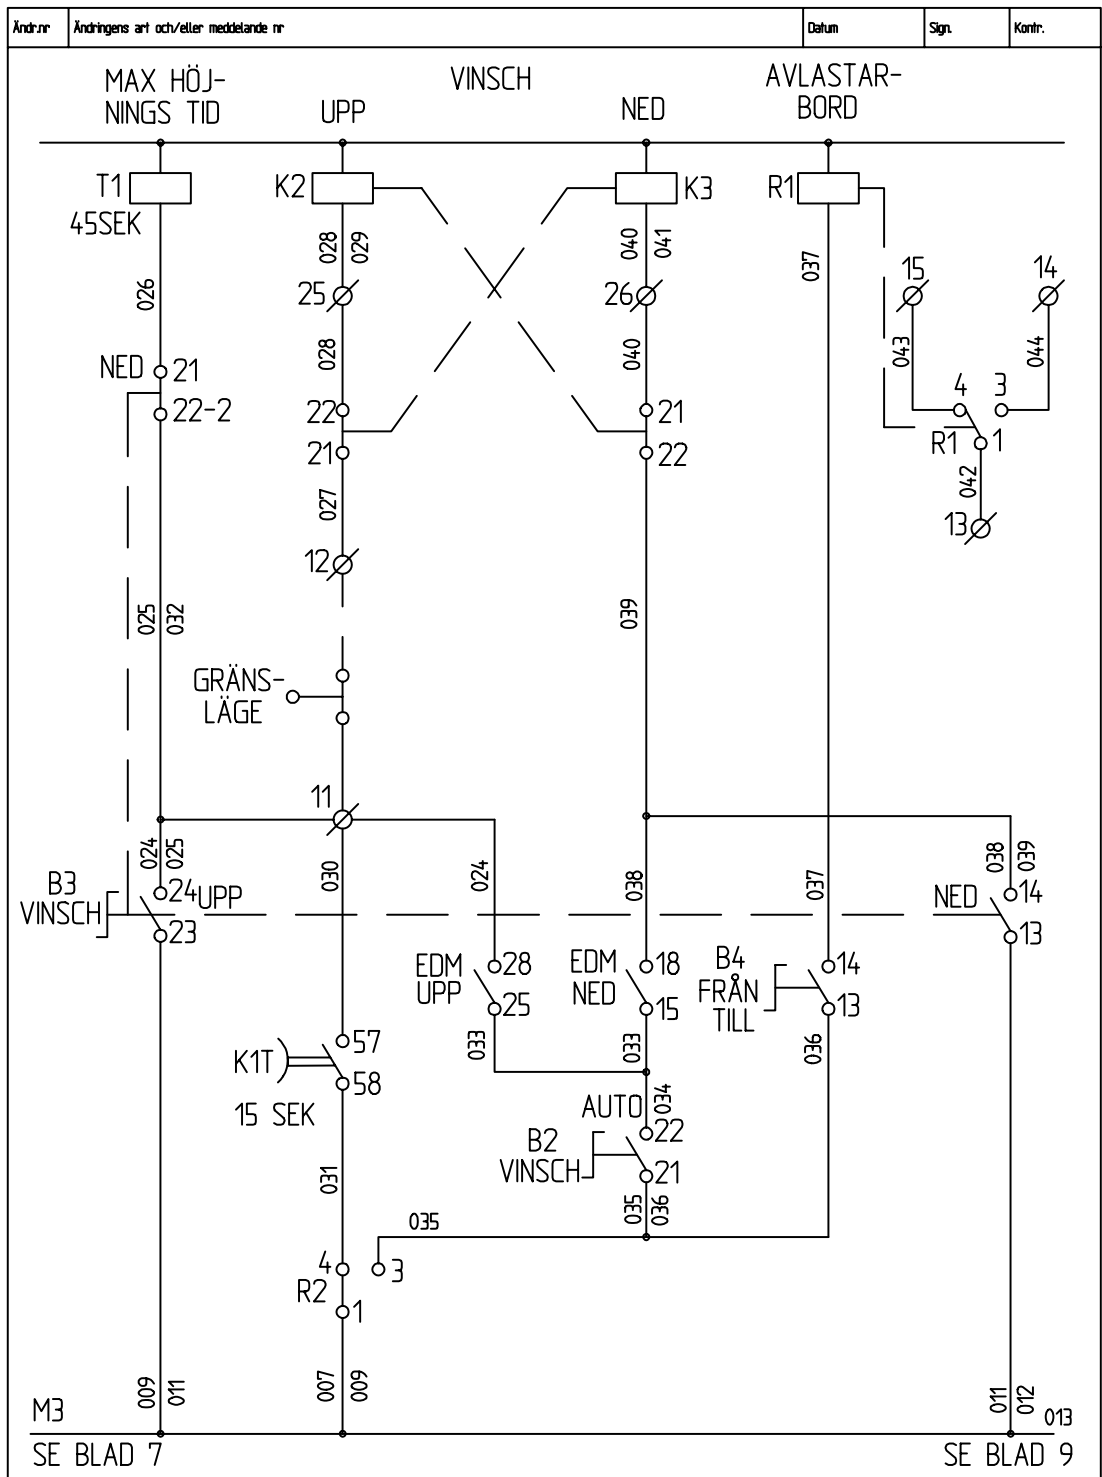 Ändr.nr Ändringens art och/eller meddelande nr Datum Sign. Kontr.
MAX HÖJ-
NINGS TID
UPP
VINSCH
NED
AVLASTAR-
BORD
T1
45SEK
K2
K3
R1
028
029
040
041
037
026
25
26
15
14
028
040
043
044
NED
21
22-2
22
21
21
22
4
3
R1
1
042
13
027
12
025
032
039
GRÄNS-
LÄGE
11
024
025
030
024
038
037
038
039
B3
VINSCH
24
UPP
23
NED
14
13
EDM
UPP
28
25
EDM
NED
18
15
B4
FRÅN
TILL
14
13
033
033
036
K1T
57
58
15 SEK
AUTO
034
B2
VINSCH
22
21
031
035
036
035
4
3
R2
1
009
011
007
009
011
012
013
M3
SE BLAD 7
SE BLAD 9